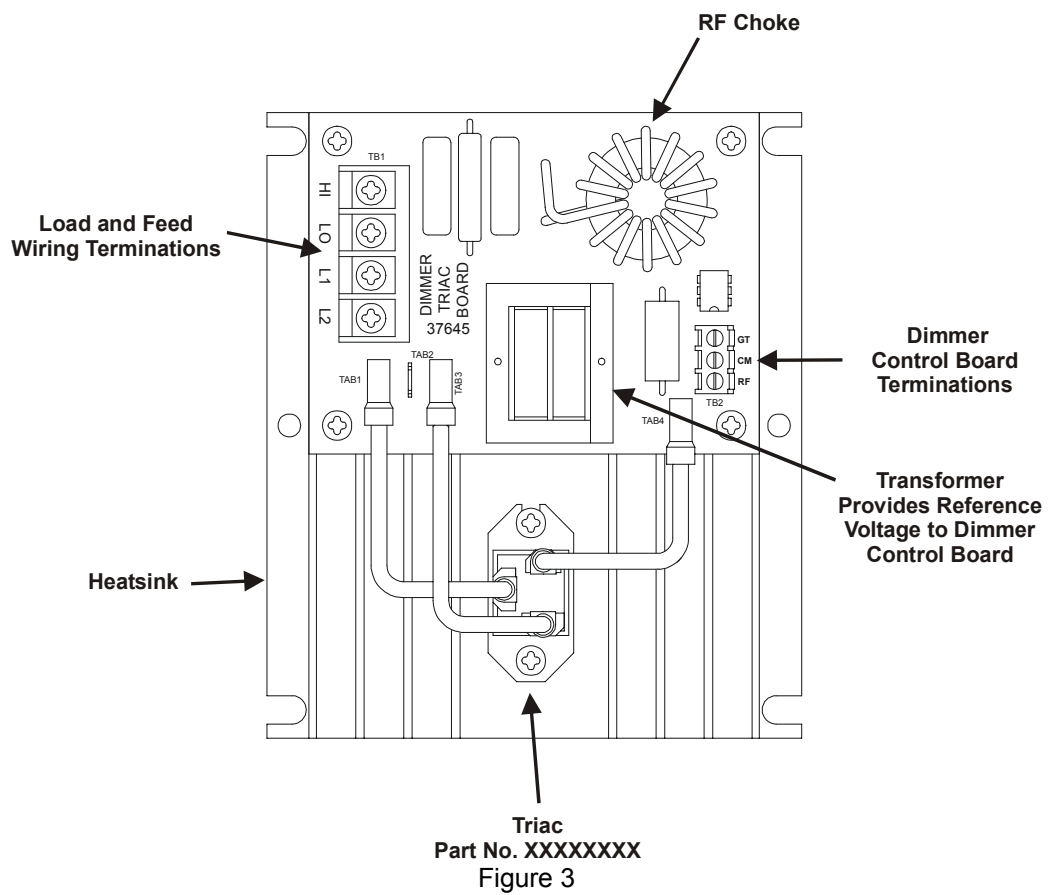 RF Choke
TB1
HI
LO
L1
L2
Load and Feed
Wiring Terminations
DIMMER
TRIAC
BOARD
37645
GT
CM
RF
TB2
Dimmer
Control Board
Terminations
TAB1
TAB2
TAB3
TAB4
Transformer
Provides Reference
Voltage to Dimmer
Control Board
Heatsink
Triac
Part No. XXXXXXXX
Figure 3